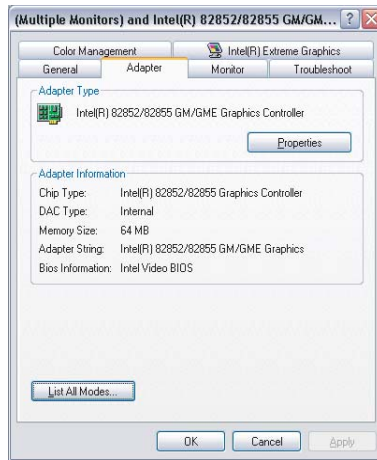 (Multiple Monitors) and Intel(R) 82852/82855 GM/GM... ?
Color Management Intel(R) Extreme Graphics
General Adapter Monitor Troubleshoot
Adapter Type
Intel(R) 82852/82855 GM/GME Graphics Controller
Properties
Adapter Information
Chip Type: Intel(R) 82852/82855 Graphics Controller
DAC Type: Internal
Memory Size: 64 MB
Adapter String: Intel(R) 82852/82855 GM/GME Graphics
Bios Information: Intel Video BIOS
List All Modes...
OK Cancel Apply